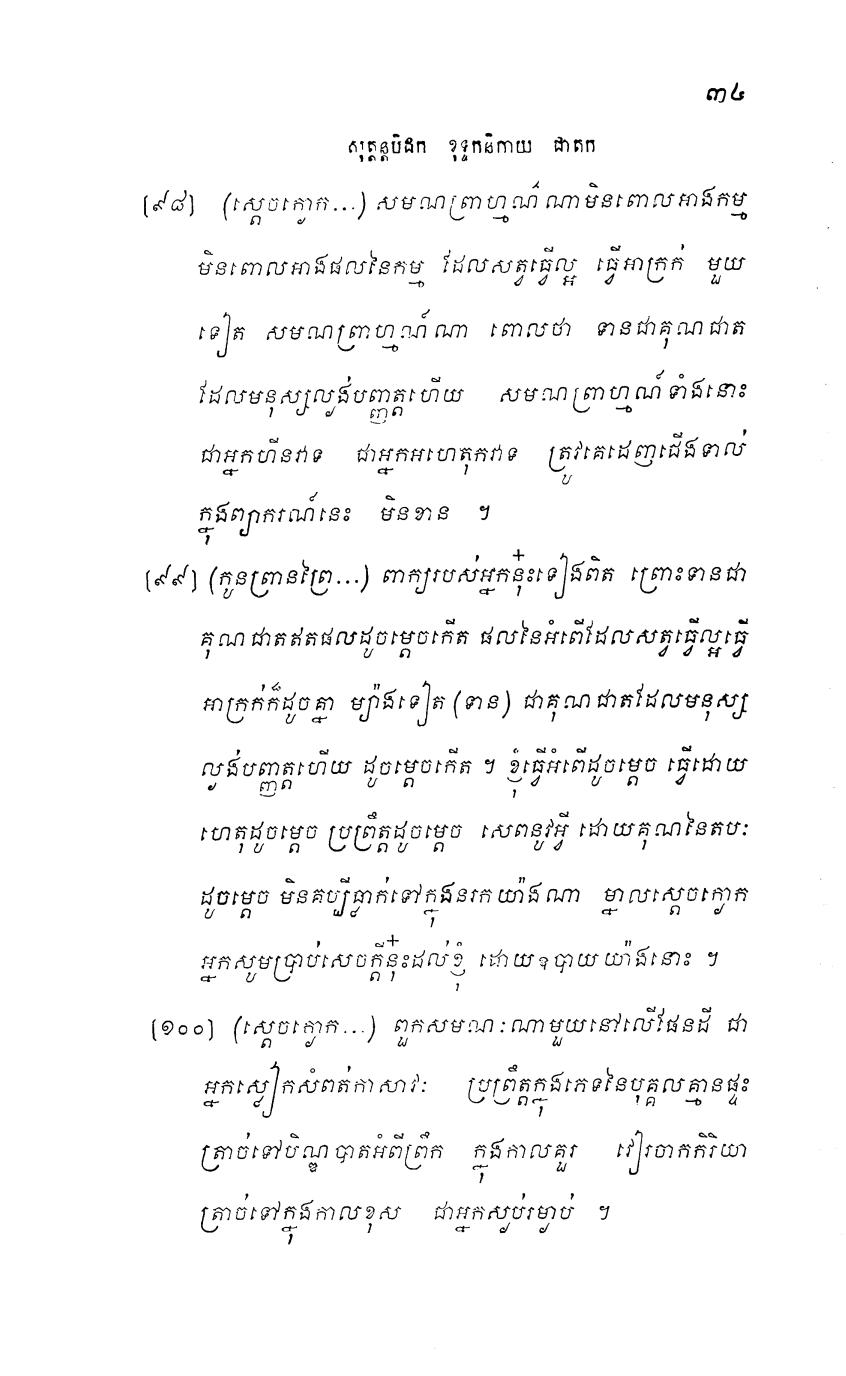 ៣៤
សុត្តន្តបិដក ខុទ្ទកនិកាយ ជាតក
[៩៨] (ស្តេចក្ងោក...) សមណព្រាហ្មណ៍ ណាមិនពោលអាងកម្ម
មិនពោលអាងផលនៃកម្ម ដែលសត្វធ្វើល្អ ធ្វើអាក្រក់ មួយ
ទៀត សមណព្រាហ្មណ៍ណា ពោលថា ទានជាគុណជាត
ដែលមនុស្សល្ងង់បញ្ញត្តហើយ សមណព្រាហ្មណ៍ទាំងនោះ
ជាអ្នកហីនវាទ ជាអ្នកអហេតុកវាទ ត្រូវគេដេញជើងទាល់
ក្នុងព្យាករណ៍នេះ មិនខាន ។
[៩៩] (កូនព្រានព្រៃ...) ពាក្យរបស់អ្នកនុ៎ះទៀងពិត ព្រោះទានជា
គុណជាតឥតផលដូចម្តេចកើត ផលនៃអំពើដែលសត្វធ្វើល្អធ្វើ
អាក្រក់ក៏ដូចគ្នា ម្យ៉ាងទៀត (ទាន) ជាគុណជាតដែលមនុស្ស
ល្ងង់បញ្ញត្តហើយ ដូចម្តេចកើត ។ ខ្ញុំធ្វើអំពើដូចម្តេច ធ្វើដោយ
ហេតុដូចម្តេច ប្រព្រឹត្តដូចម្តេច សេពនូវអ្វី ដោយគុណនៃតបៈ
ដូចម្តេច មិនគប្បីធ្លាក់ទៅក្នុងនរកយ៉ាងណា ម្នាលស្តេចក្ងោក
អ្នកសូមប្រាប់សេចក្តីនុ៎ះដល់ខ្ញុំ ដោយឧបាយយ៉ាងនោះ ។
[១០០] (ស្តេចក្ងោក...) ពួកសមណៈណាមួយនៅលើផែនដី ជា
អ្នកស្លៀកសំពត់កាសាវៈ ប្រព្រឹត្តក្នុងភេទនៃបុគ្គលគ្មានផ្ទះ
ត្រាច់ទៅបិណ្ឌបាតអំពីព្រឹក ក្នុងកាលគួរ វៀរចាកកិរិយា
ត្រាច់ទៅក្នុងកាលខុស ជាអ្នកស្ងប់រម្ងាប់ ។